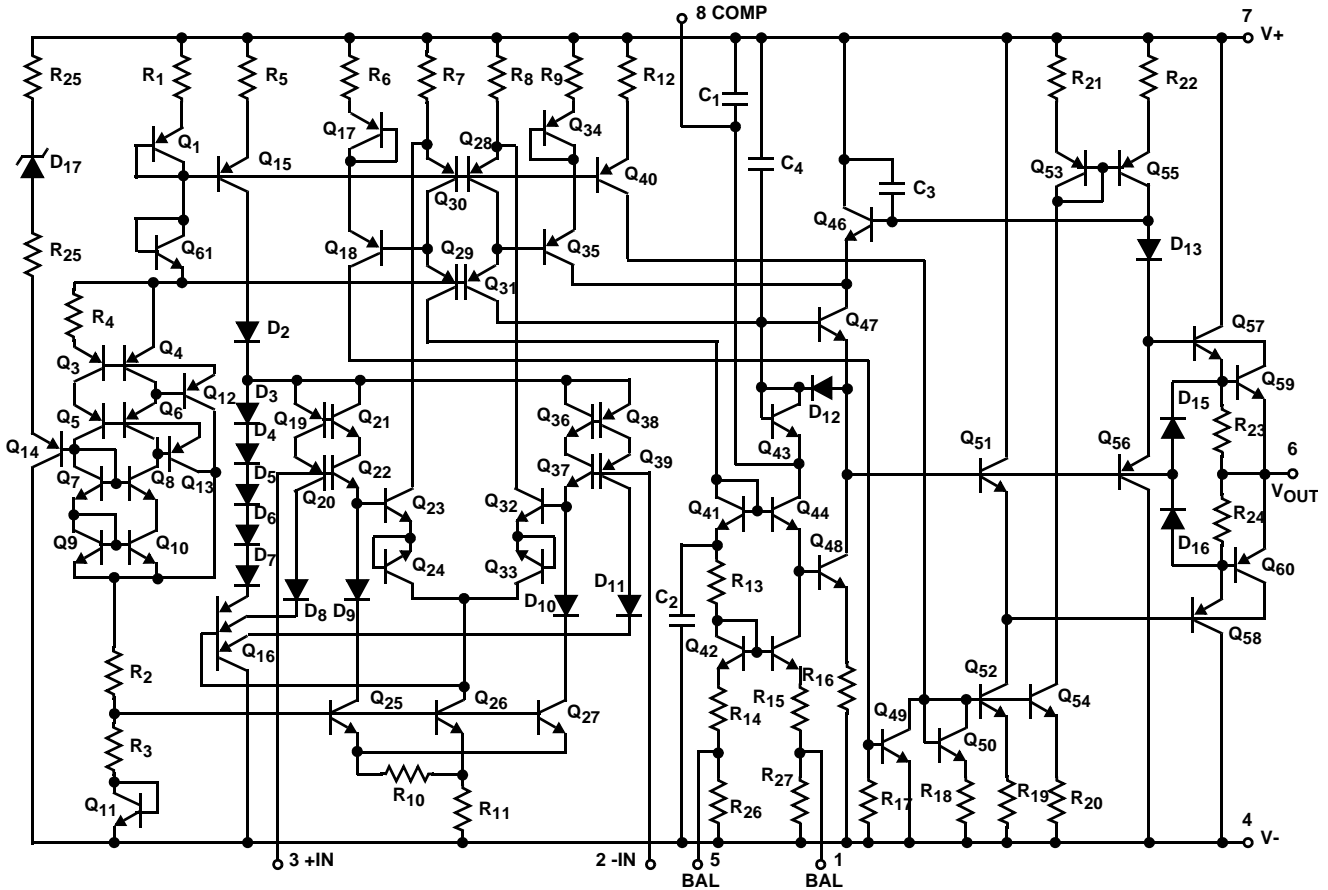 8 COMP
7
V+
R25 R1 R5 R6 R7 R8 R9 R12 C1 R21 R22
Q17 Q28 Q34
D17 Q1 Q15 Q40 C4 C3 Q53 Q55
Q30 Q46
R25 Q61 Q18 Q29 Q35 D13
Q31
R4 D2 Q47 Q57
Q3 Q4
Q12 D3 Q59
Q5 Q6 D4 Q19 Q21 Q36 Q38 D12 D15 R23
Q14 Q43 Q51 Q56 6
Q7 Q8 Q13 D5 Q20 Q22 Q37 Q39 VOUT
D6 Q23 Q32 Q41 Q44 R24
Q9 Q10 D7 Q24 Q33 Q48 D16 Q60
D8 D9 D10 D11 C2 R13
Q16 Q42 Q58
R2 Q25 Q26 Q27 R14 R15 R16 Q49 Q52 Q54
R3 Q50
Q11 R10 R11 R26 R27 R17 R18 R19 R20
4
V-
3 +IN 2 -IN 5 1
BAL BAL